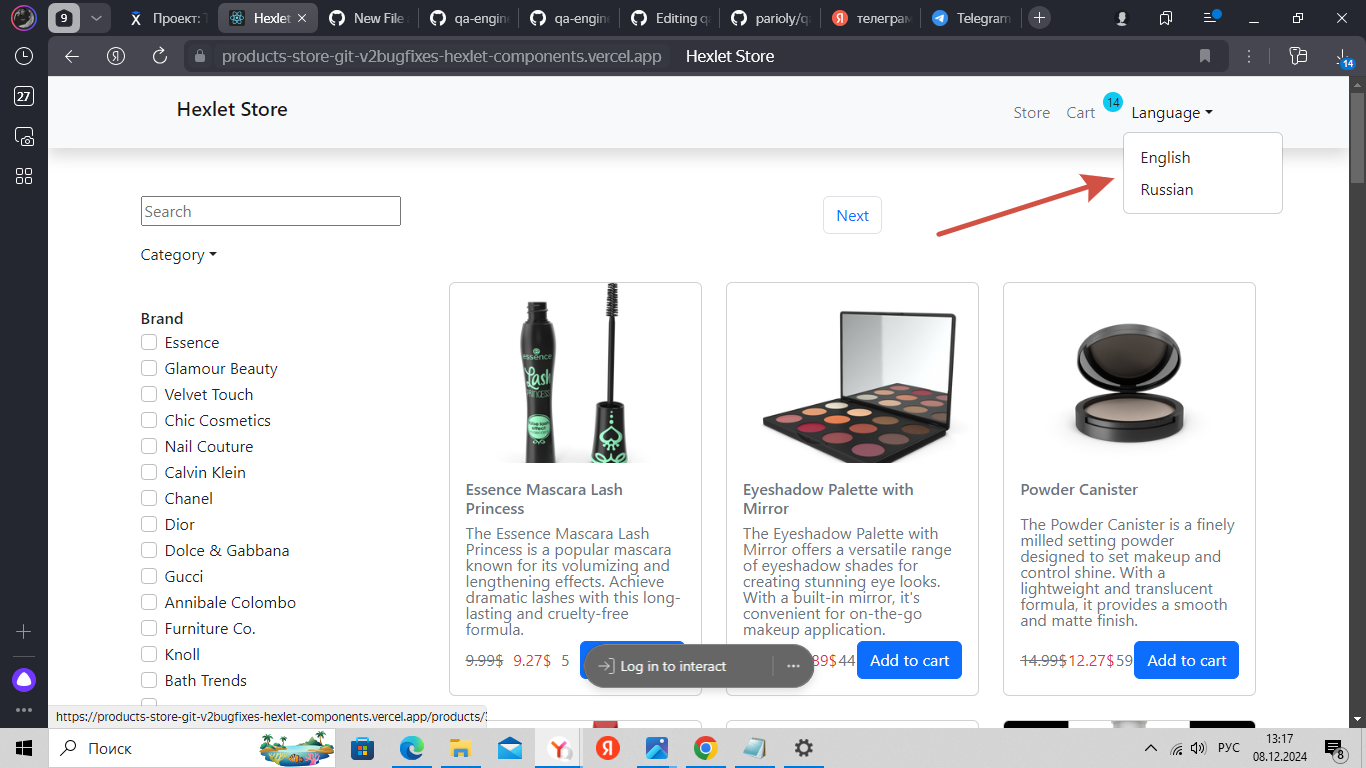 9
Проект: Т
Hexlet
New File
qa-engine
qa-engine
Editing qa
parioly/qa
телеграм
Telegram
products-store-git-v2bugfixes-hexlet-components.vercel.app
Hexlet Store
14
27
Hexlet Store
Store
Cart
14
Language
English
Russian
Search
Next
Category
Brand
Essence
Glamour Beauty
Velvet Touch
Chic Cosmetics
Nail Couture
Calvin Klein
Chanel
Dior
Dolce & Gabbana
Gucci
Annibale Colombo
Furniture Co.
Knoll
Bath Trends
essence
Lash
PRINCESS
Essence Mascara Lash
Princess
The Essence Mascara Lash
Princess is a popular mascara
known for its volumizing and
lengthening effects. Achieve
dramatic lashes with this long-
lasting and cruelty-free
formula.
9.99$ 9.27$ 5
Eyeshadow Palette with
Mirror
The Eyeshadow Palette with
Mirror offers a versatile range
of eyeshadow shades for
creating stunning eye looks.
With a built-in mirror, it's
convenient for on-the-go
makeup application.
89$ 44 Add to cart
Powder Canister
The Powder Canister is a finely
milled setting powder
designed to set makeup and
control shine. With a
lightweight and translucent
formula, it provides a smooth
and matte finish.
14.99$ 12.27$ 59 Add to cart
Log in to interact
https://products-store-git-v2bugfixes-hexlet-components.vercel.app/products/
Поиск
РУС
13:17
08.12.2024
8